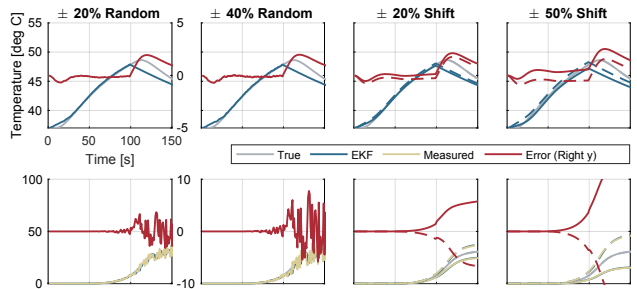 ± 20% Random ± 40% Random ± 20% Shift ± 50% Shift
Temperature [deg C]
55
50
45
40
5
0
-5
0 50 100 150
Time [s]
True EKF Measured Error (Right y)
100
50
0
10
0
-10